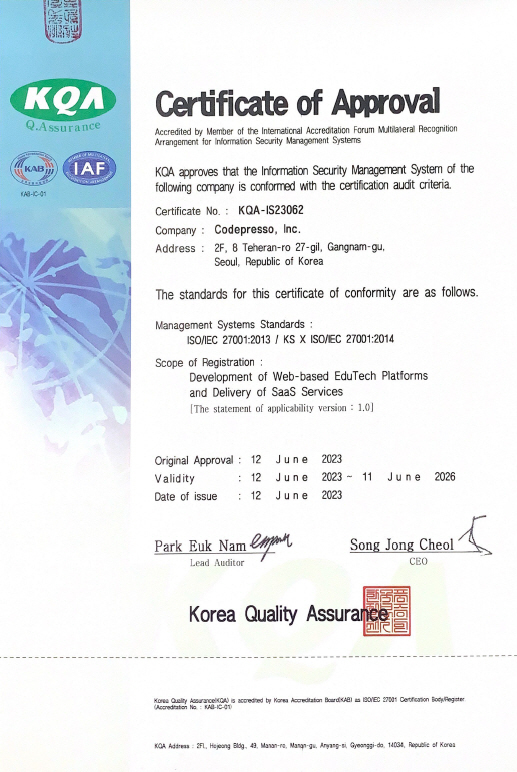 KQA
Q.Assurance
KAB
IAF
KAB-IC-01
Certificate of Approval
Accredited by Member of the International Accreditation Forum Multilateral Recognition
Arrangement for Information Security Management Systems
KQA approves that the Information Security Management System of the
following company is conformed with the certification audit criteria.
Certificate No. : KQA-IS23062
Company : Codepresso, Inc.
Address : 2F, 8 Teheran-ro 27-gil, Gangnam-gu,
Seoul, Republic of Korea
The standards for this certificate of conformity are as follows.
Management Systems Standards :
ISO/IEC 27001:2013 / KS X ISO/IEC 27001:2014
Scope of Registration :
Development of Web-based EduTech Platforms
and Delivery of SaaS Services
[The statement of applicability version : 1.0]
Original Approval : 12 June 2023
Validity : 12 June 2023 ~ 11 June 2026
Date of issue : 12 June 2023
Park Euk Nam
Lead Auditor
Song Jong Cheol
CEO
Korea Quality Assurance
Korea Quality Assurance(KQA) is accredited by Korea Accreditation Board(KAB) as ISO/IEC 27001 Certification Body/Register
(Accreditation No. : KAB-IC-01)
KQA Address : 2Fl., Hojeong Bldg., 49, Manan-ro, Manan-gu, Anyang-si, Gyeonggi-do, 14038, Republic of Korea